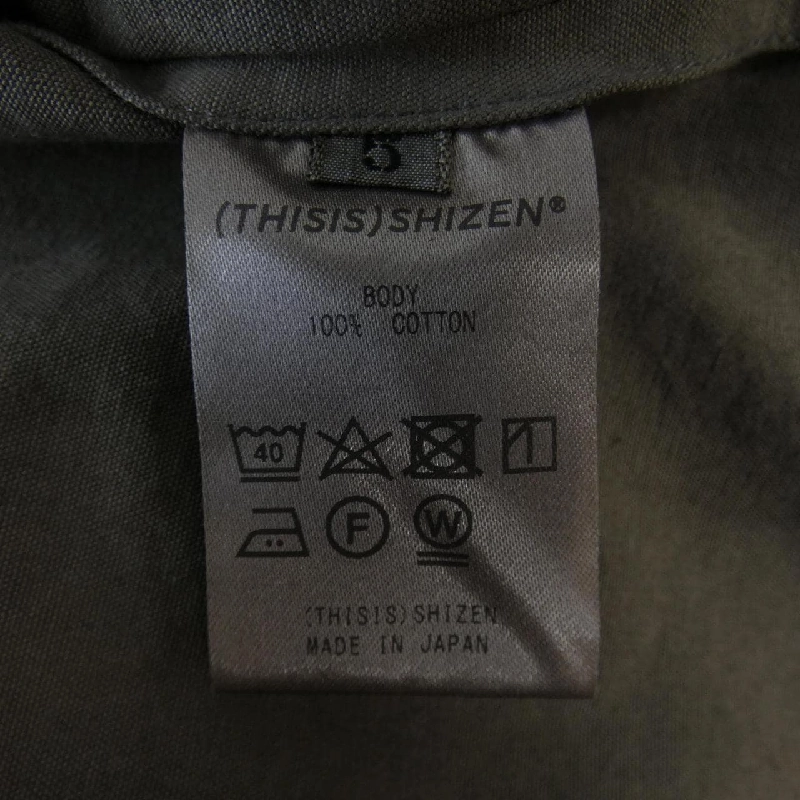 5
(THISIS)SHIZEN®
BODY
100% COTTON
40
F
W
(THISIS)SHIZEN
MADE IN JAPAN